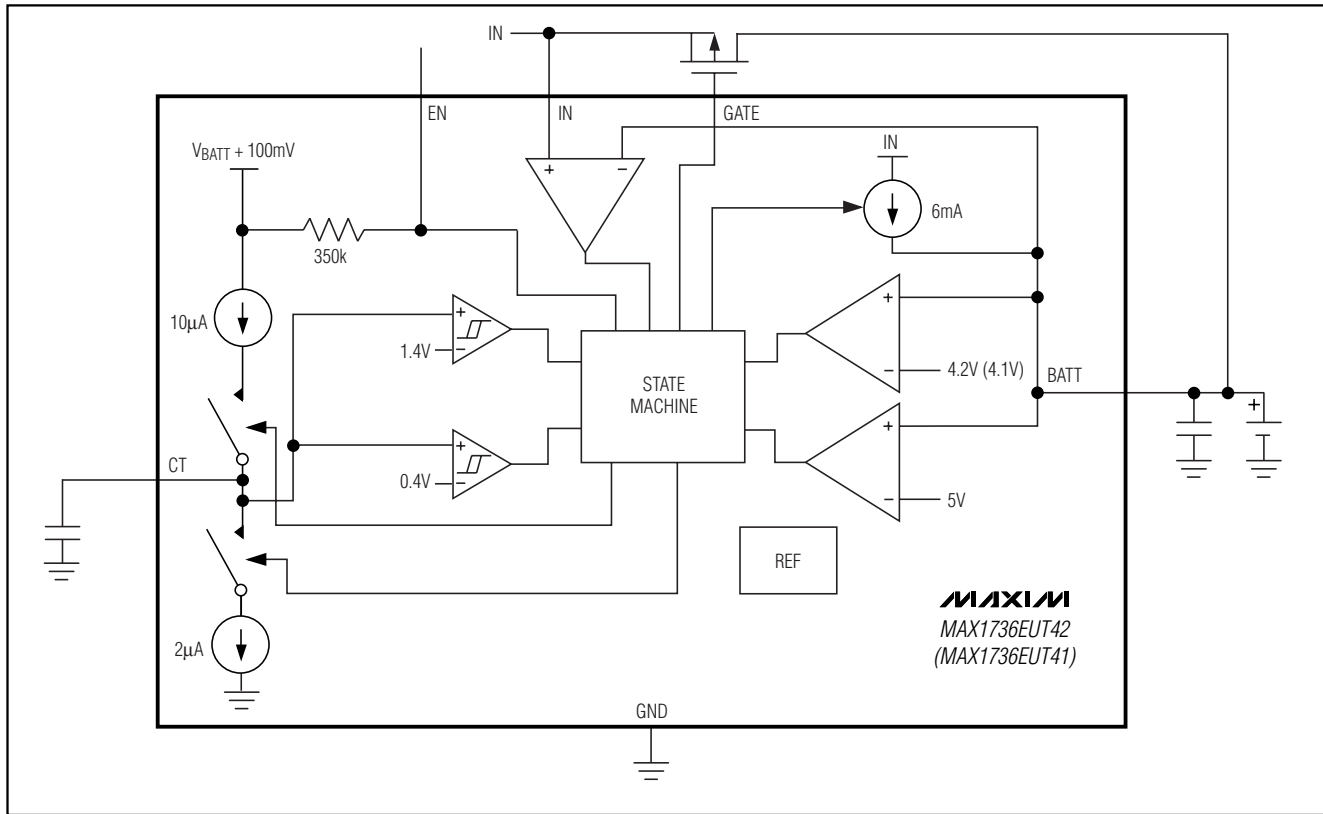 IN
EN
IN
GATE
VBATT + 100mV
IN
350k
6mA
10µA
1.4V
4.2V (4.1V)
BATT
STATE
MACHINE
CT
0.4V
5V
REF
MAXIM
2µA
MAX1736EUT42
(MAX1736EUT41)
GND